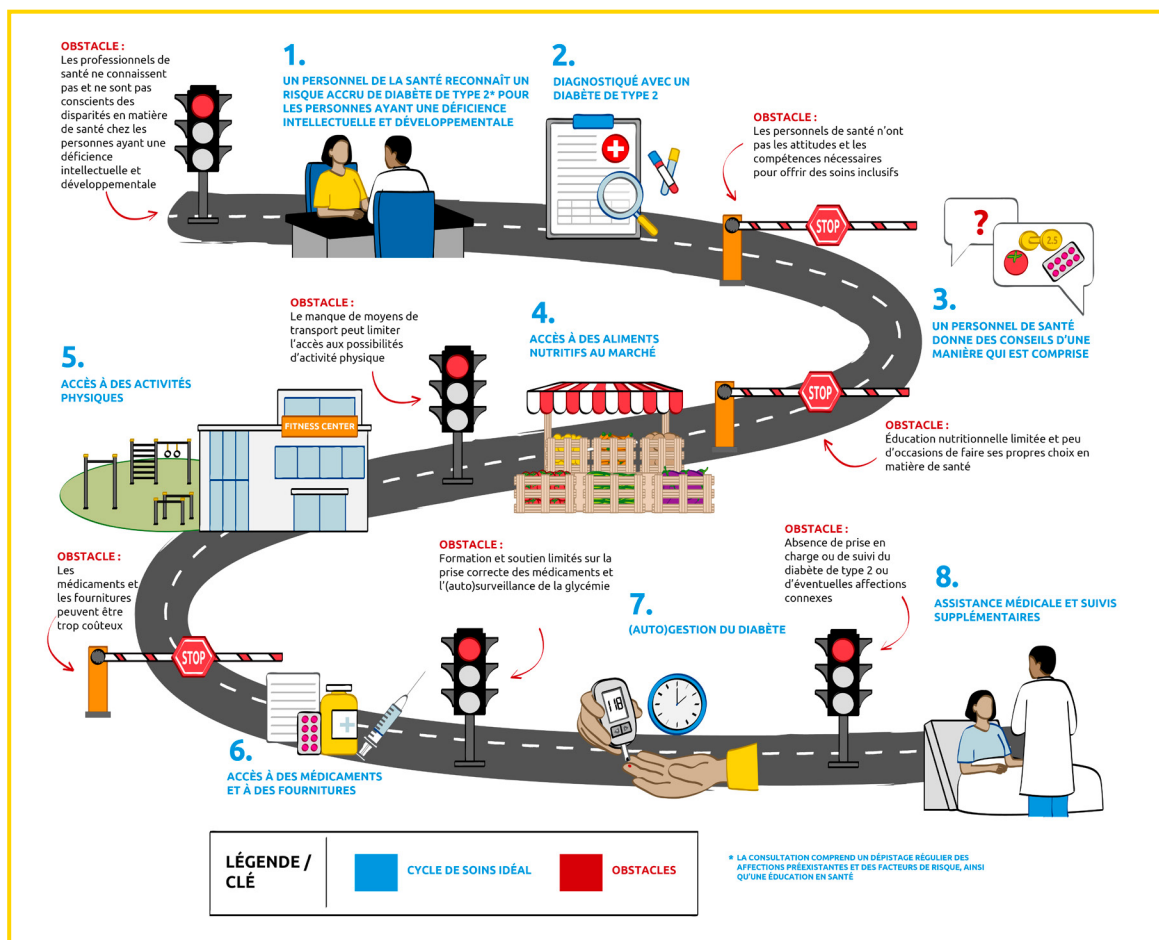 OBSTACLE :
Les professionnels de
santé ne connaissent
pas et ne sont pas
conscients des
disparités en matière
de santé chez les
personnes ayant une
déficience
intellectuelle et
développementale
1.
UN PERSONNEL DE LA SANTÉ RECONNAÎT UN
RISQUE ACCRU DE DIABÈTE DE TYPE 2* POUR
LES PERSONNES AYANT UNE DÉFICIENCE
INTELLECTUELLE ET DÉVELOPPEMENTALE
2.
DIAGNOSTIQUÉ AVEC UN
DIABÈTE DE TYPE 2
OBSTACLE :
Les personnels de santé n'ont
pas les attitudes et les
compétences nécessaires
pour offrir des soins inclusifs
STOP
?
2.5
3.
UN PERSONNEL DE SANTÉ
DONNE DES CONSEILS D'UNE
MANIÈRE QUI EST COMPRISE
OBSTACLE :
Éducation nutritionnelle limitée et peu
d'occasions de faire ses propres choix en
matière de santé
STOP
4.
ACCÈS À DES ALIMENTS
NUTRITIFS AU MARCHÉ
OBSTACLE :
Le manque de moyens de
transport peut limiter
l'accès aux possibilités
d'activité physique
5.
ACCÈS À DES ACTIVITÉS
PHYSIQUES
FITNESS CENTER
OBSTACLE :
Les
médicaments et
les fournitures
peuvent être
trop coûteux
STOP
6.
ACCÈS À DES MÉDICAMENTS
ET À DES FOURNITURES
OBSTACLE :
Formation et soutien limités sur la
prise correcte des médicaments et
l'(auto)surveillance de la glycémie
7.
(AUTO)GESTION DU DIABÈTE
118
OBSTACLE :
Absence de prise en
charge ou de suivi du
diabète de type 2 ou
d'éventuelles affections
connexes
8.
ASSISTANCE MÉDICALE ET SUIVIS
SUPPLÉMENTAIRES
LÉGENDE /
CLÉ
CYCLE DE SOINS IDÉAL
OBSTACLES
* LA CONSULTATION COMPREND UN DÉPISTAGE RÉGULIER DES
AFFECTIONS PRÉEXISTANTES ET DES FACTEURS DE RISQUE, AINSI
QU'UNE ÉDUCATION EN SANTÉ